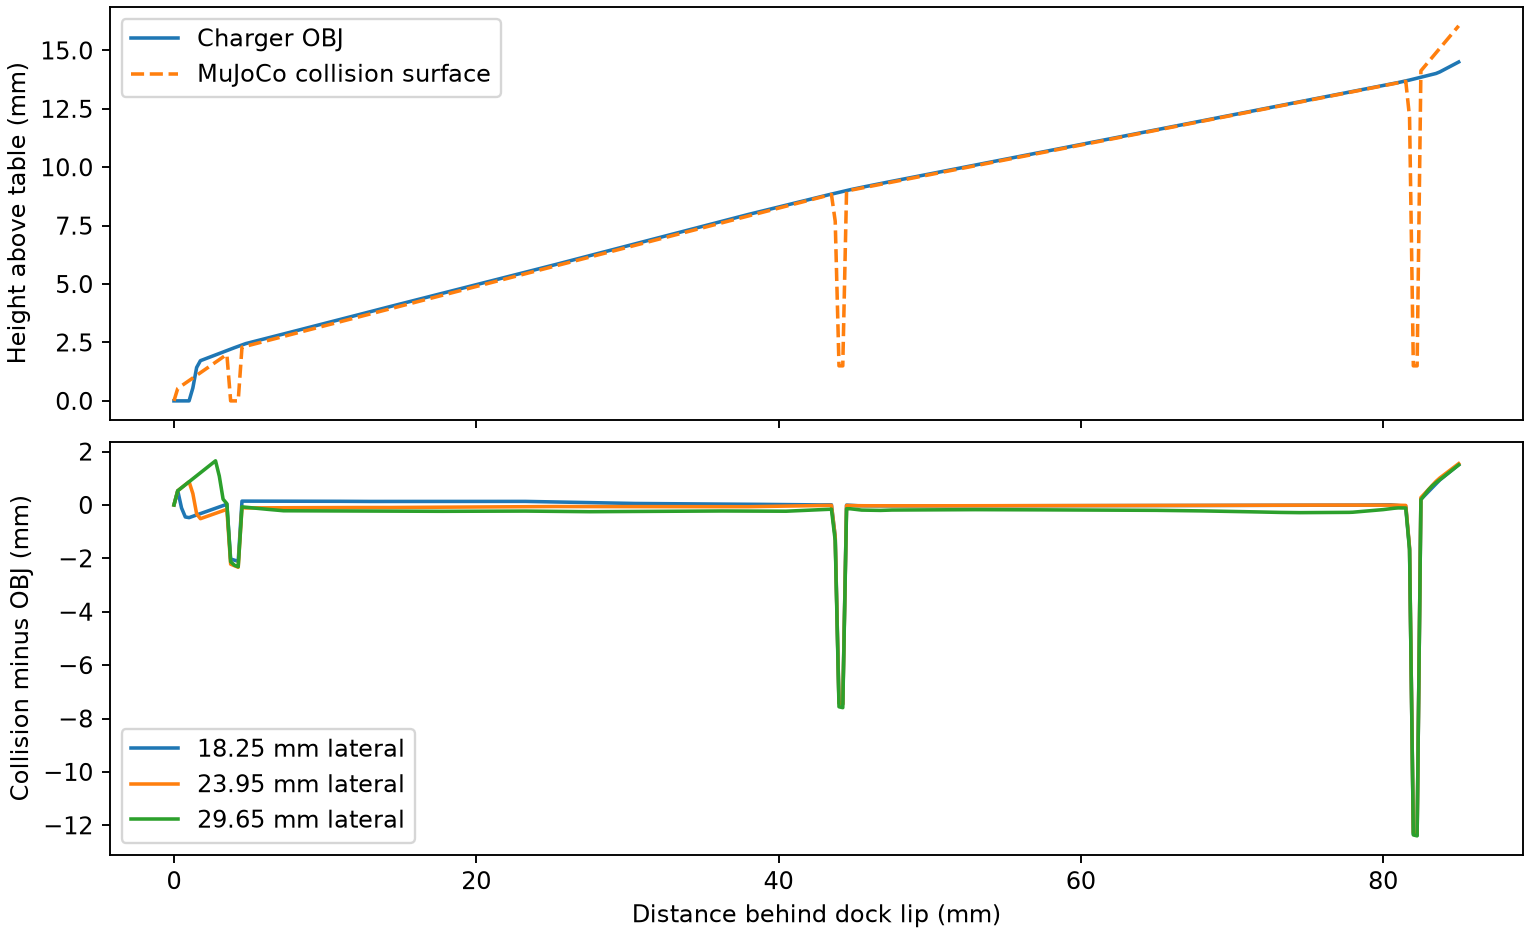 15.0
12.5
10.0
7.5
5.0
2.5
0.0
Height above table (mm)
Charger OBJ
MuJoCo collision surface
2
0
−2
−4
−6
−8
−10
−12
Collision minus OBJ (mm)
18.25 mm lateral
23.95 mm lateral
29.65 mm lateral
0 20 40 60 80
Distance behind dock lip (mm)